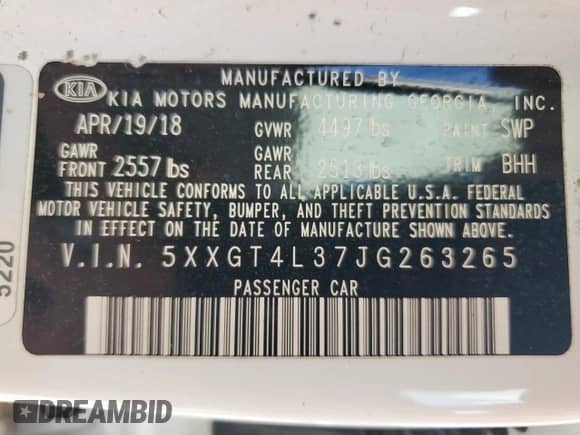 MANUFACTURED BY
KIA
KIA MOTORS MANUFACTURING GEORGIA, INC.
APR/19/18 GVWR 4497 lbs PAINT SWP
GAWR FRONT 2557 lbs GAWR REAR 2513 lbs TRIM BHH
THIS VEHICLE CONFORMS TO ALL APPLICABLE U.S.A. FEDERAL
MOTOR VEHICLE SAFETY, BUMPER, AND THEFT PREVENTION STANDARDS
IN EFFECT ON THE DATE OF MANUFACTURE SHOWN ABOVE.
V.I.N. 5XXGT4L37JG263265
PASSENGER CAR
5220
DREAMBID